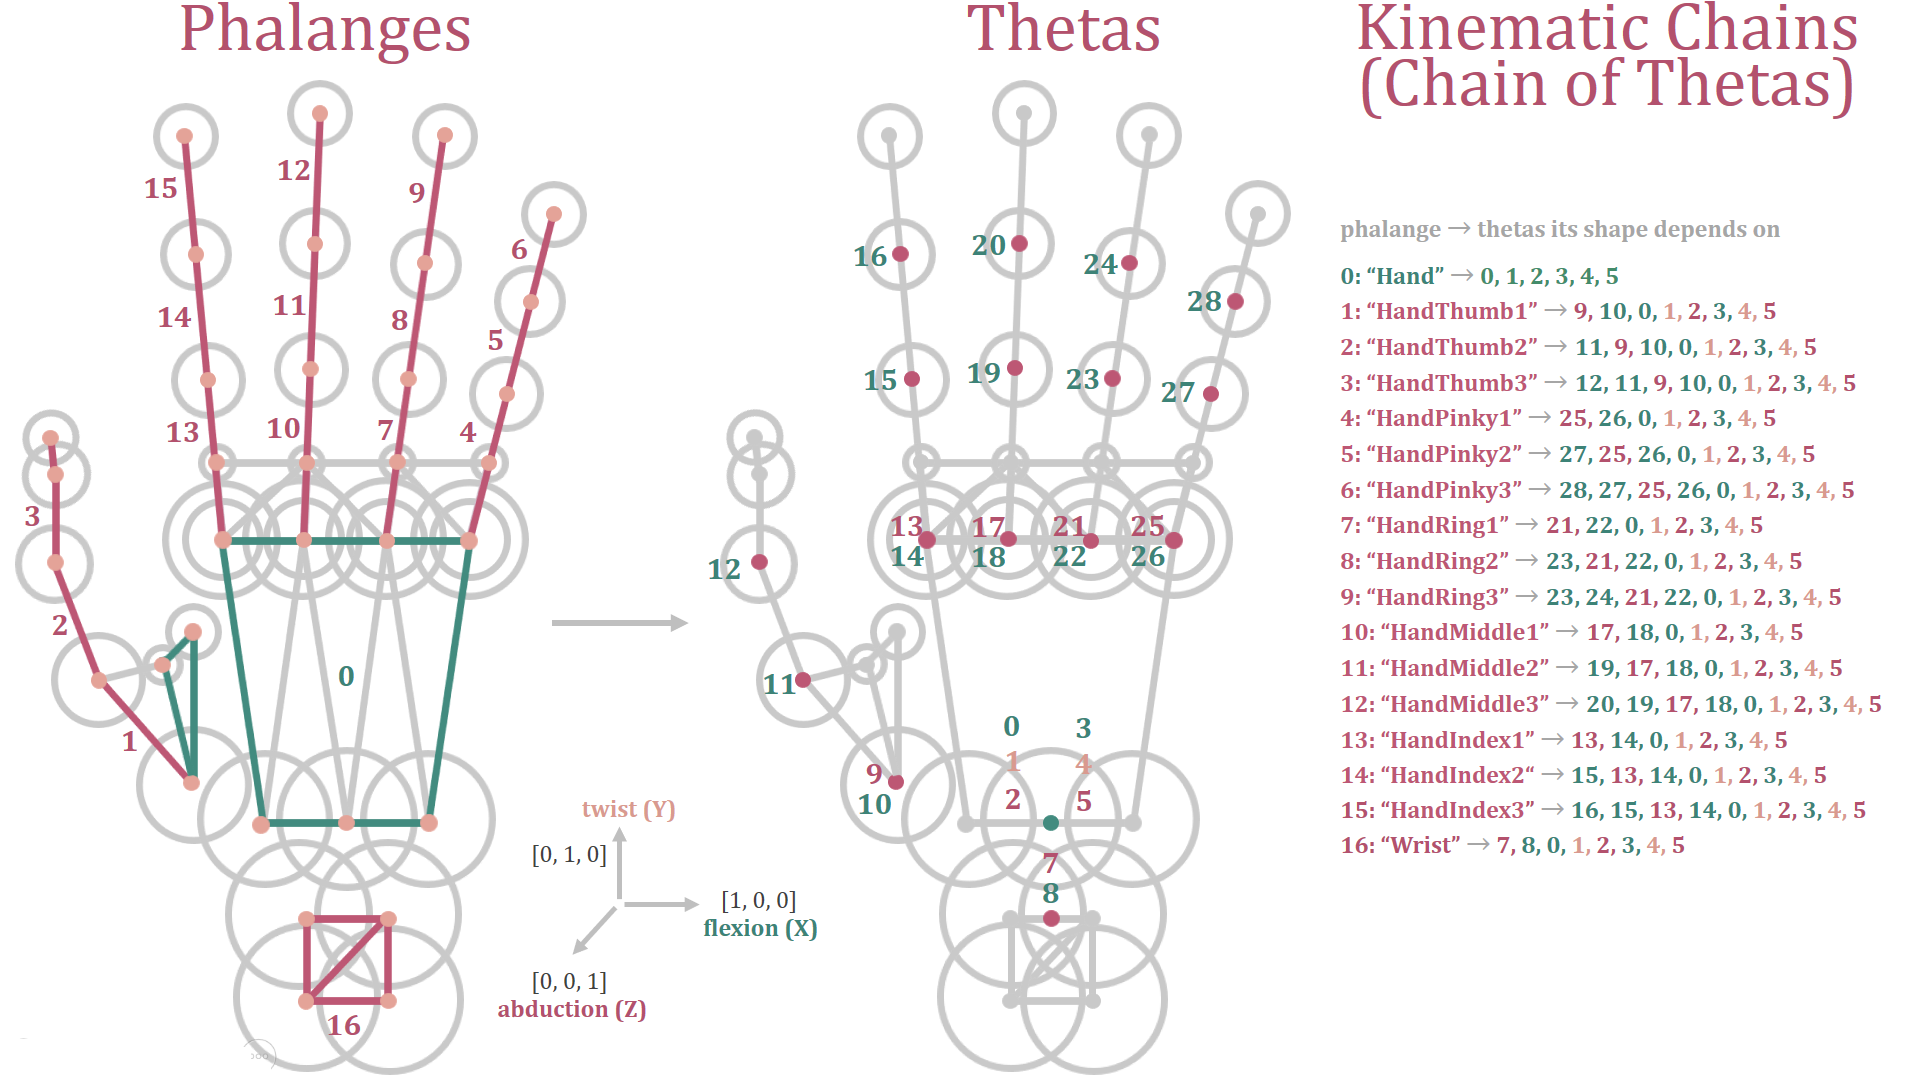 Phalanges
Thetas
Kinematic Chains
(Chain of Thetas)
15
12
9
6
14
11
8
5
13
10
7
4
3
2
1
0
16
twist (Y)
[0, 1, 0]
[1, 0, 0]
flexion (X)
[0, 0, 1]
abduction (Z)
16
20
24
28
15
19
23
27
13
14
17
18
21
22
25
26
12
11
9
10
0
1
2
3
4
5
7
8
phalange → thetas its shape depends on
0: “Hand” → 0, 1, 2, 3, 4, 5
1: “HandThumb1” → 9, 10, 0, 1, 2, 3, 4, 5
2: “HandThumb2” → 11, 9, 10, 0, 1, 2, 3, 4, 5
3: “HandThumb3” → 12, 11, 9, 10, 0, 1, 2, 3, 4, 5
4: “HandPinky1” → 25, 26, 0, 1, 2, 3, 4, 5
5: “HandPinky2” → 27, 25, 26, 0, 1, 2, 3, 4, 5
6: “HandPinky3” → 28, 27, 25, 26, 0, 1, 2, 3, 4, 5
7: “HandRing1” → 21, 22, 0, 1, 2, 3, 4, 5
8: “HandRing2” → 23, 21, 22, 0, 1, 2, 3, 4, 5
9: “HandRing3” → 23, 24, 21, 22, 0, 1, 2, 3, 4, 5
10: “HandMiddle1” → 17, 18, 0, 1, 2, 3, 4, 5
11: “HandMiddle2” → 19, 17, 18, 0, 1, 2, 3, 4, 5
12: “HandMiddle3” → 20, 19, 17, 18, 0, 1, 2, 3, 4, 5
13: “HandIndex1” → 13, 14, 0, 1, 2, 3, 4, 5
14: “HandIndex2“ → 15, 13, 14, 0, 1, 2, 3, 4, 5
15: “HandIndex3” → 16, 15, 13, 14, 0, 1, 2, 3, 4, 5
16: “Wrist” → 7, 8, 0, 1, 2, 3, 4, 5